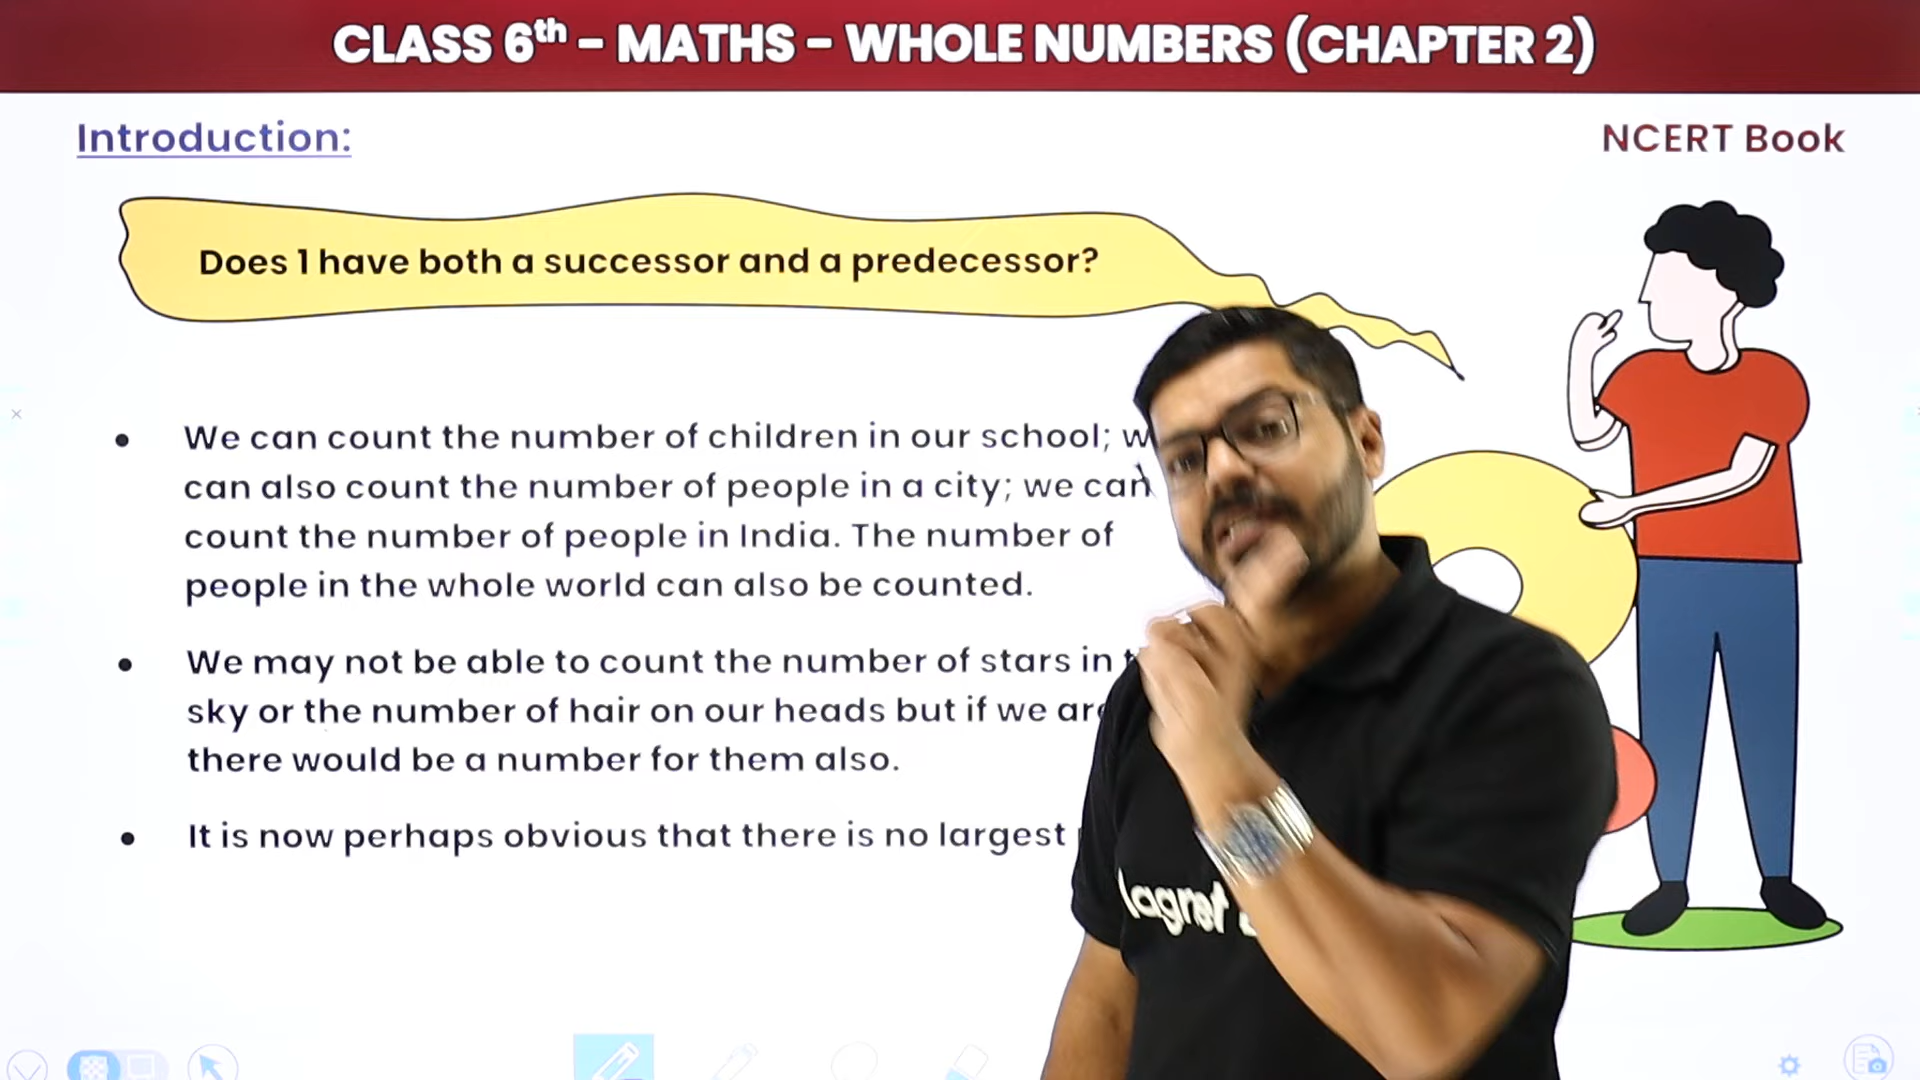 CLASS 6th - MATHS - WHOLE NUMBERS (CHAPTER 2)
Introduction:
NCERT Book
Does 1 have both a successor and a predecessor?
• We can count the number of children in our school;
can also count the number of people in a city; we can
count the number of people in India. The number of
people in the whole world can also be counted.
• We may not be able to count the number of stars in
sky or the number of hair on our heads but if we
there would be a number for them also.
• It is now perhaps obvious that there is no largest